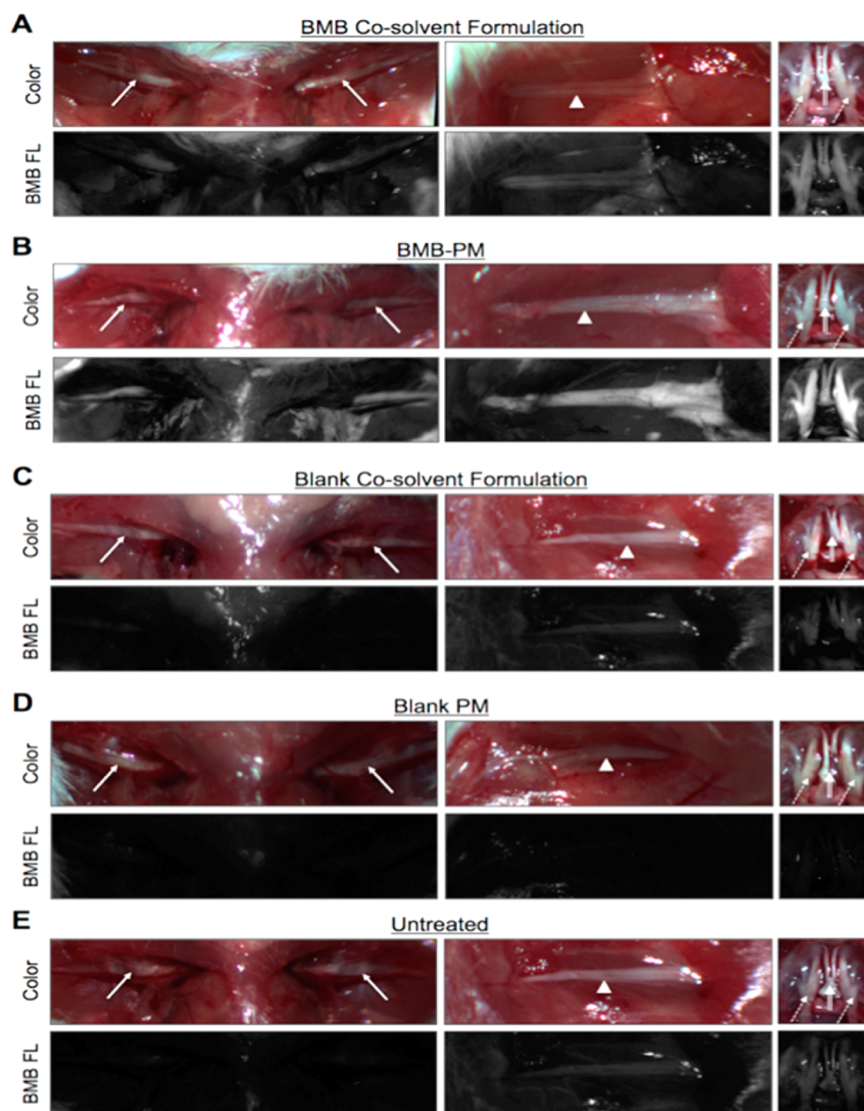 A
BMB Co-solvent Formulation
Color
BMB FL
B
BMB-PM
Color
BMB FL
C
Blank Co-solvent Formulation
Color
BMB FL
D
Blank PM
Color
BMB FL
E
Untreated
Color
BMB FL